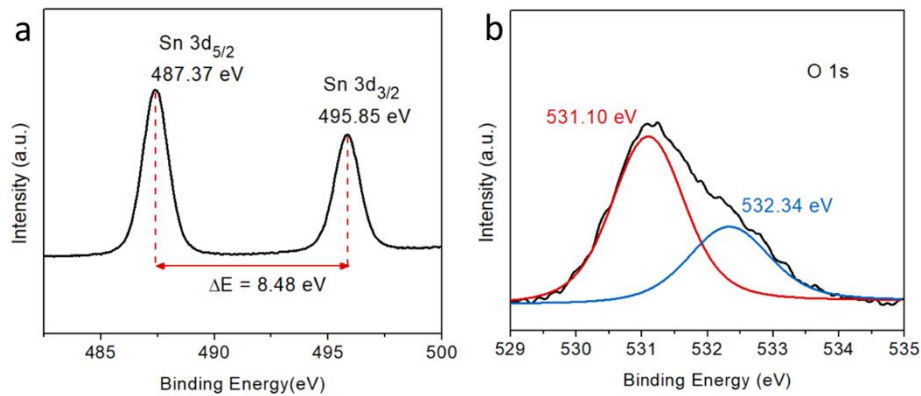 a
Sn 3d5/2
487.37 eV
Sn 3d3/2
495.85 eV
ΔE = 8.48 eV
Intensity (a.u.)
485 490 495 500
Binding Energy(eV)
b
O 1s
531.10 eV
532.34 eV
Intensity (a.u.)
529 530 531 532 533 534 535
Binding Energy (eV)